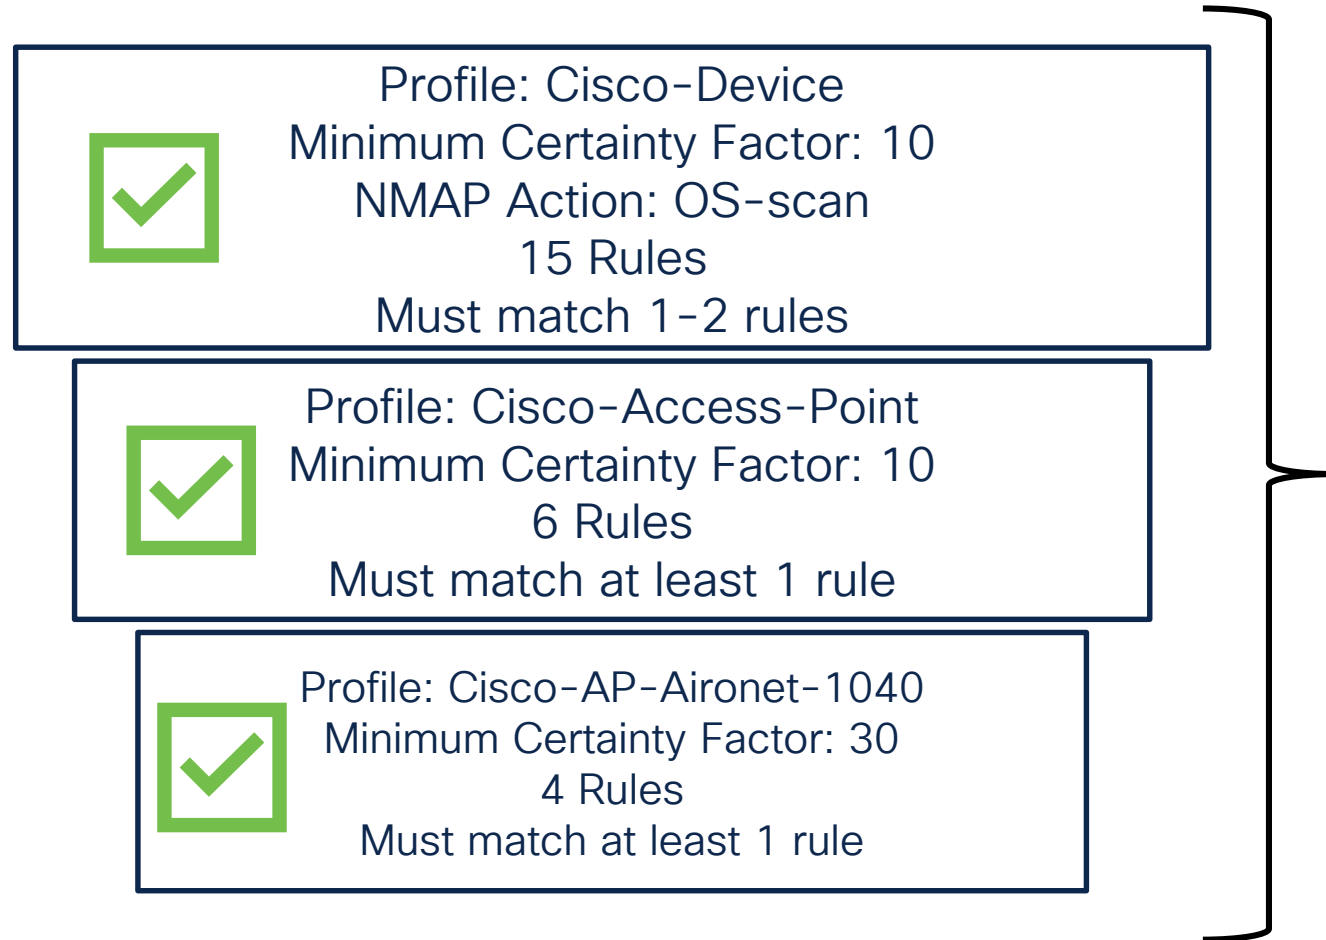 Profile: Cisco-Device
Minimum Certainty Factor: 10
NMAP Action: OS-scan
15 Rules
Must match 1-2 rules
Profile: Cisco-Access-Point
Minimum Certainty Factor: 10
6 Rules
Must match at least 1 rule
Profile: Cisco-AP-Aironet-1040
Minimum Certainty Factor: 30
4 Rules
Must match at least 1 rule